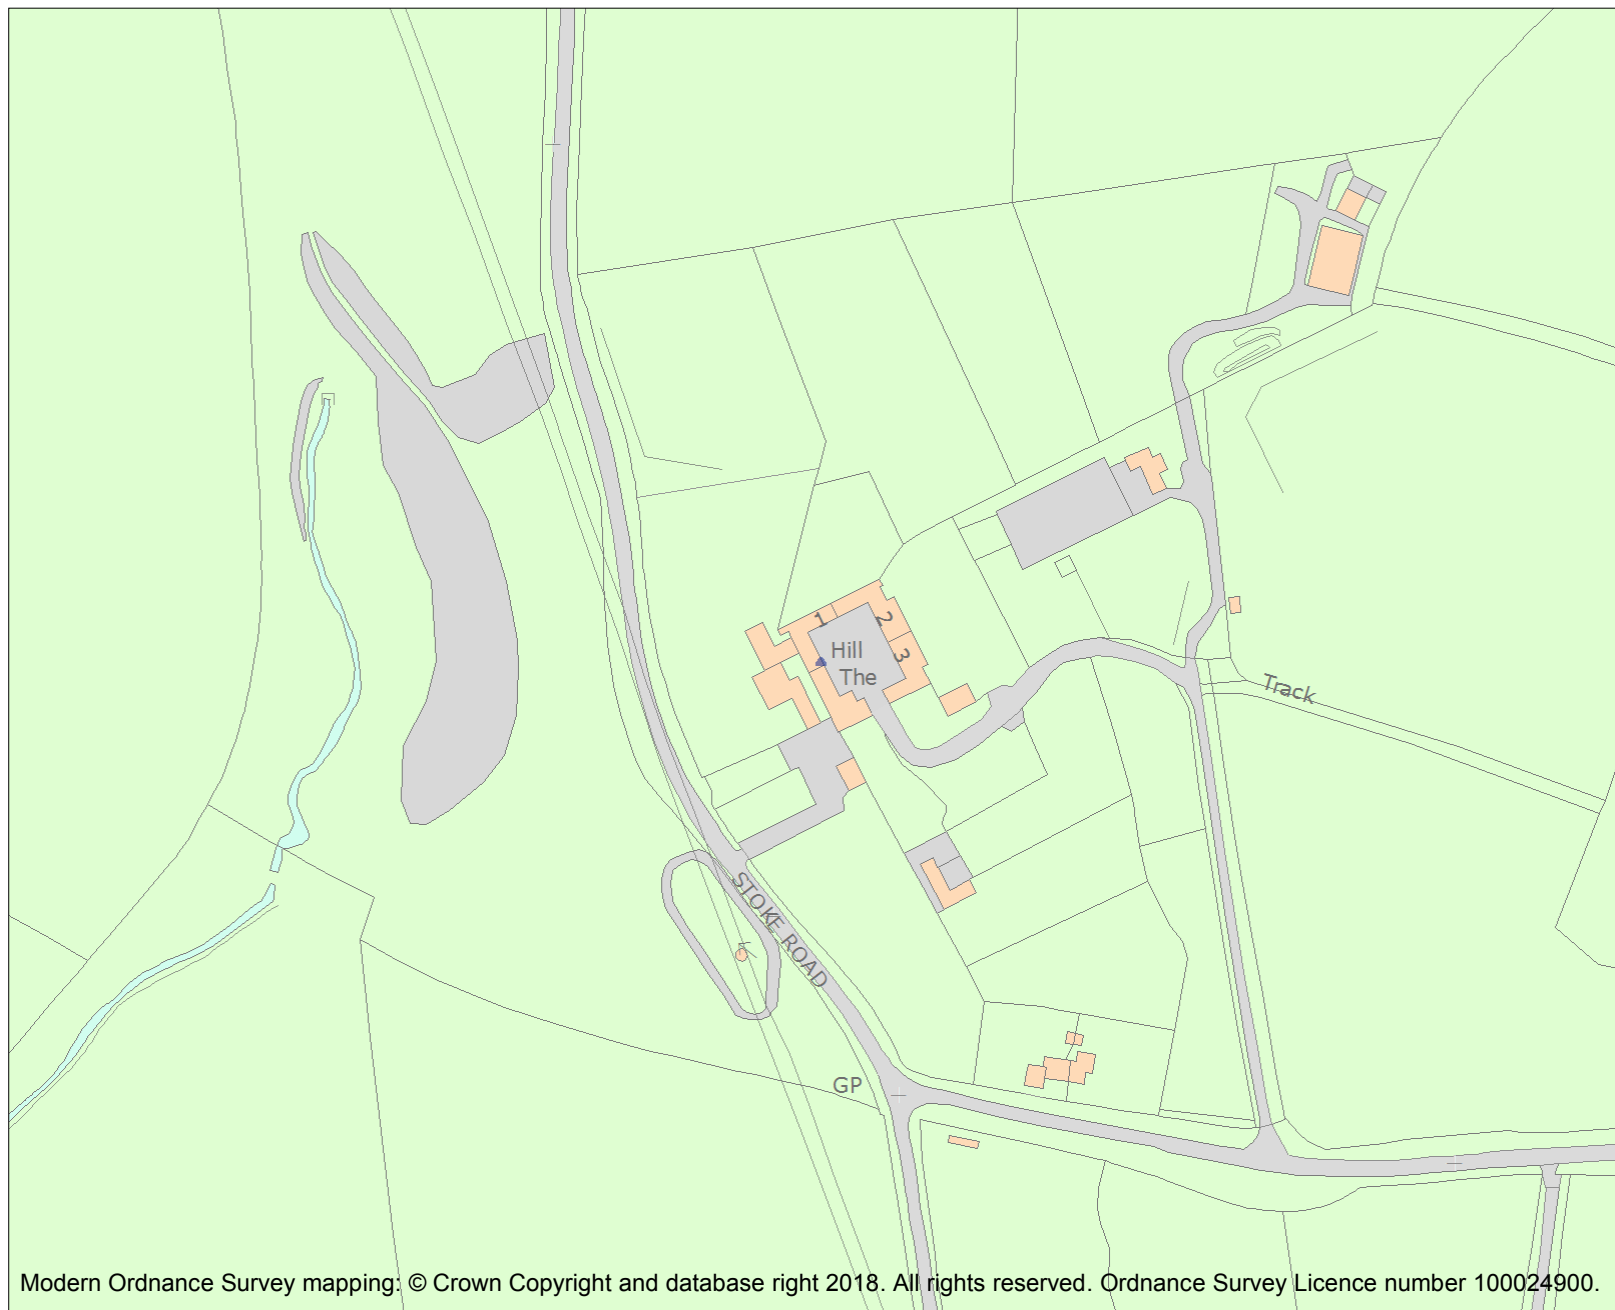 1
2
3
Hill
The
Track
STOKE ROAD
GP
Modern Ordnance Survey mapping: © Crown Copyright and database right 2018. All rights reserved. Ordnance Survey Licence number 100024900.